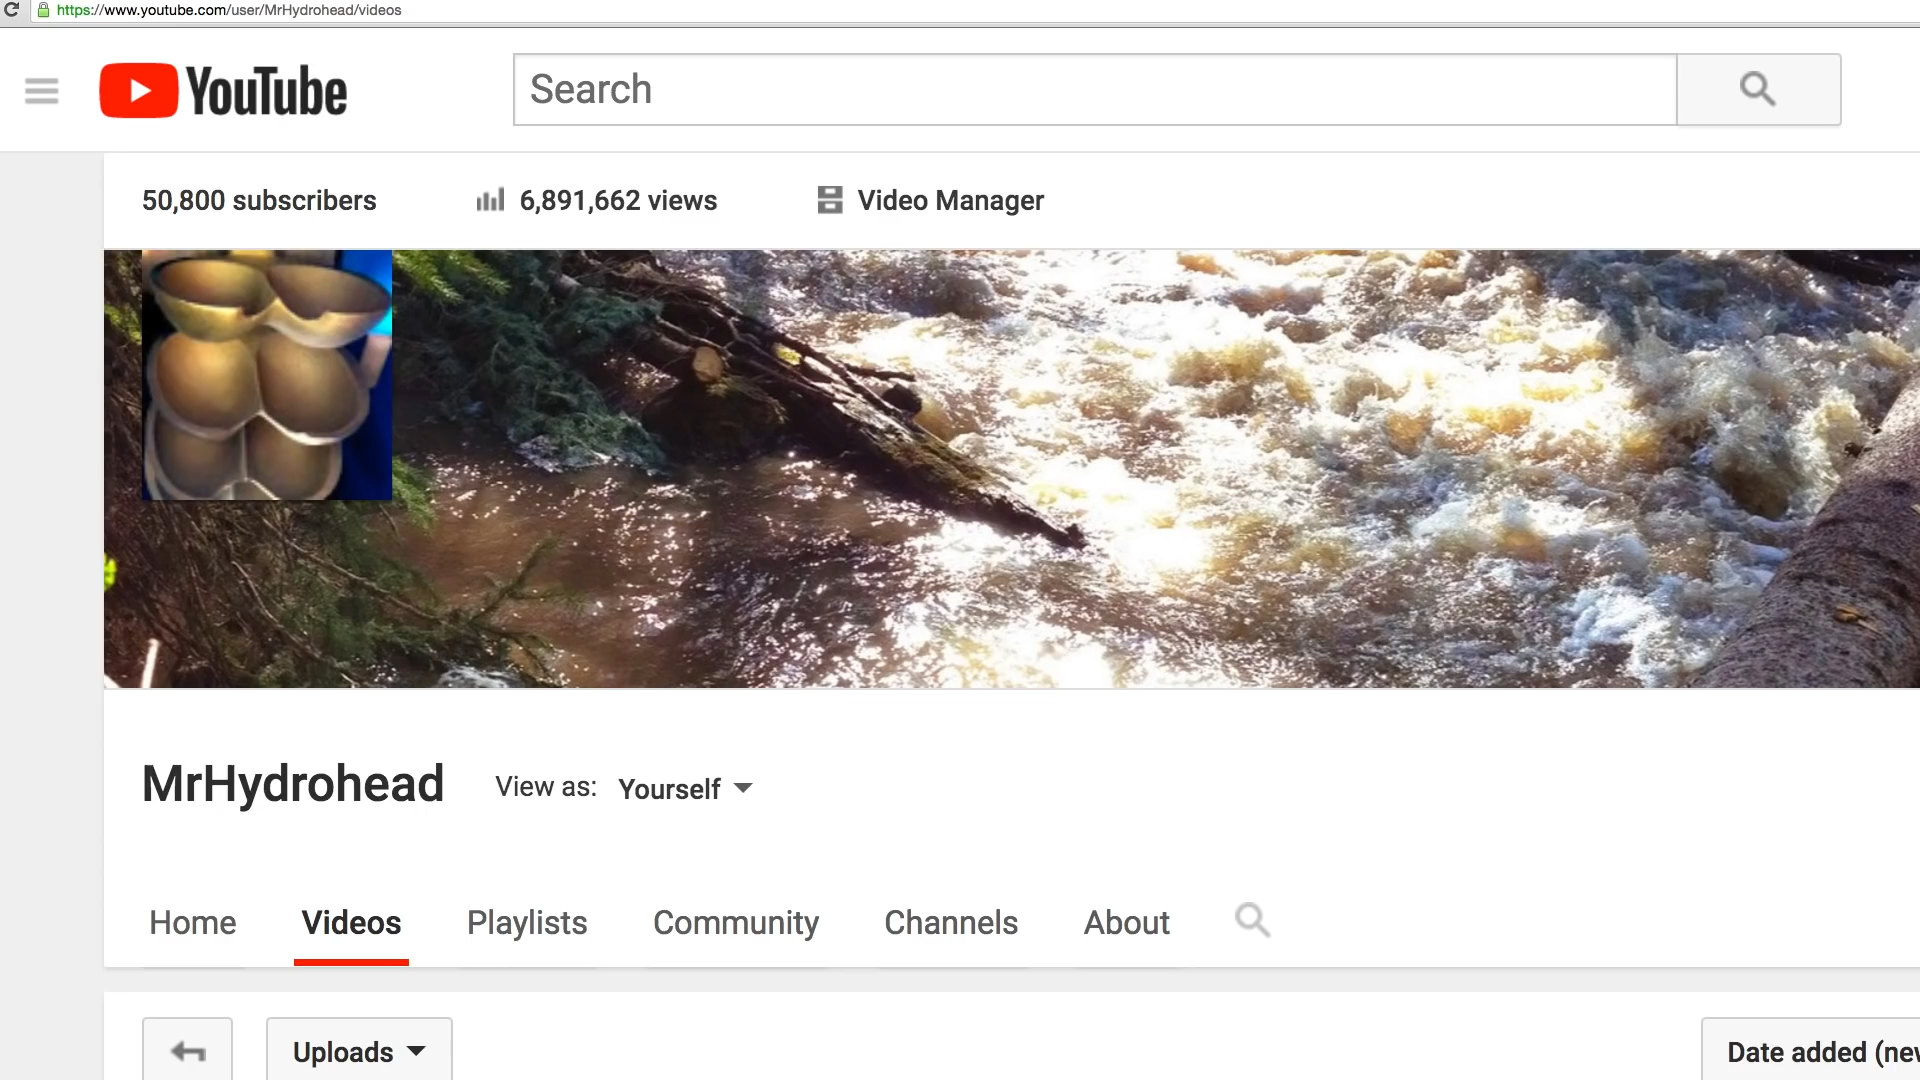 https://www.youtube.com/user/MrHydrohead/videos
YouTube
Search
50,800 subscribers 6,891,662 views Video Manager
MrHydrohead View as: Yourself
Home Videos Playlists Community Channels About
Uploads Date added (new